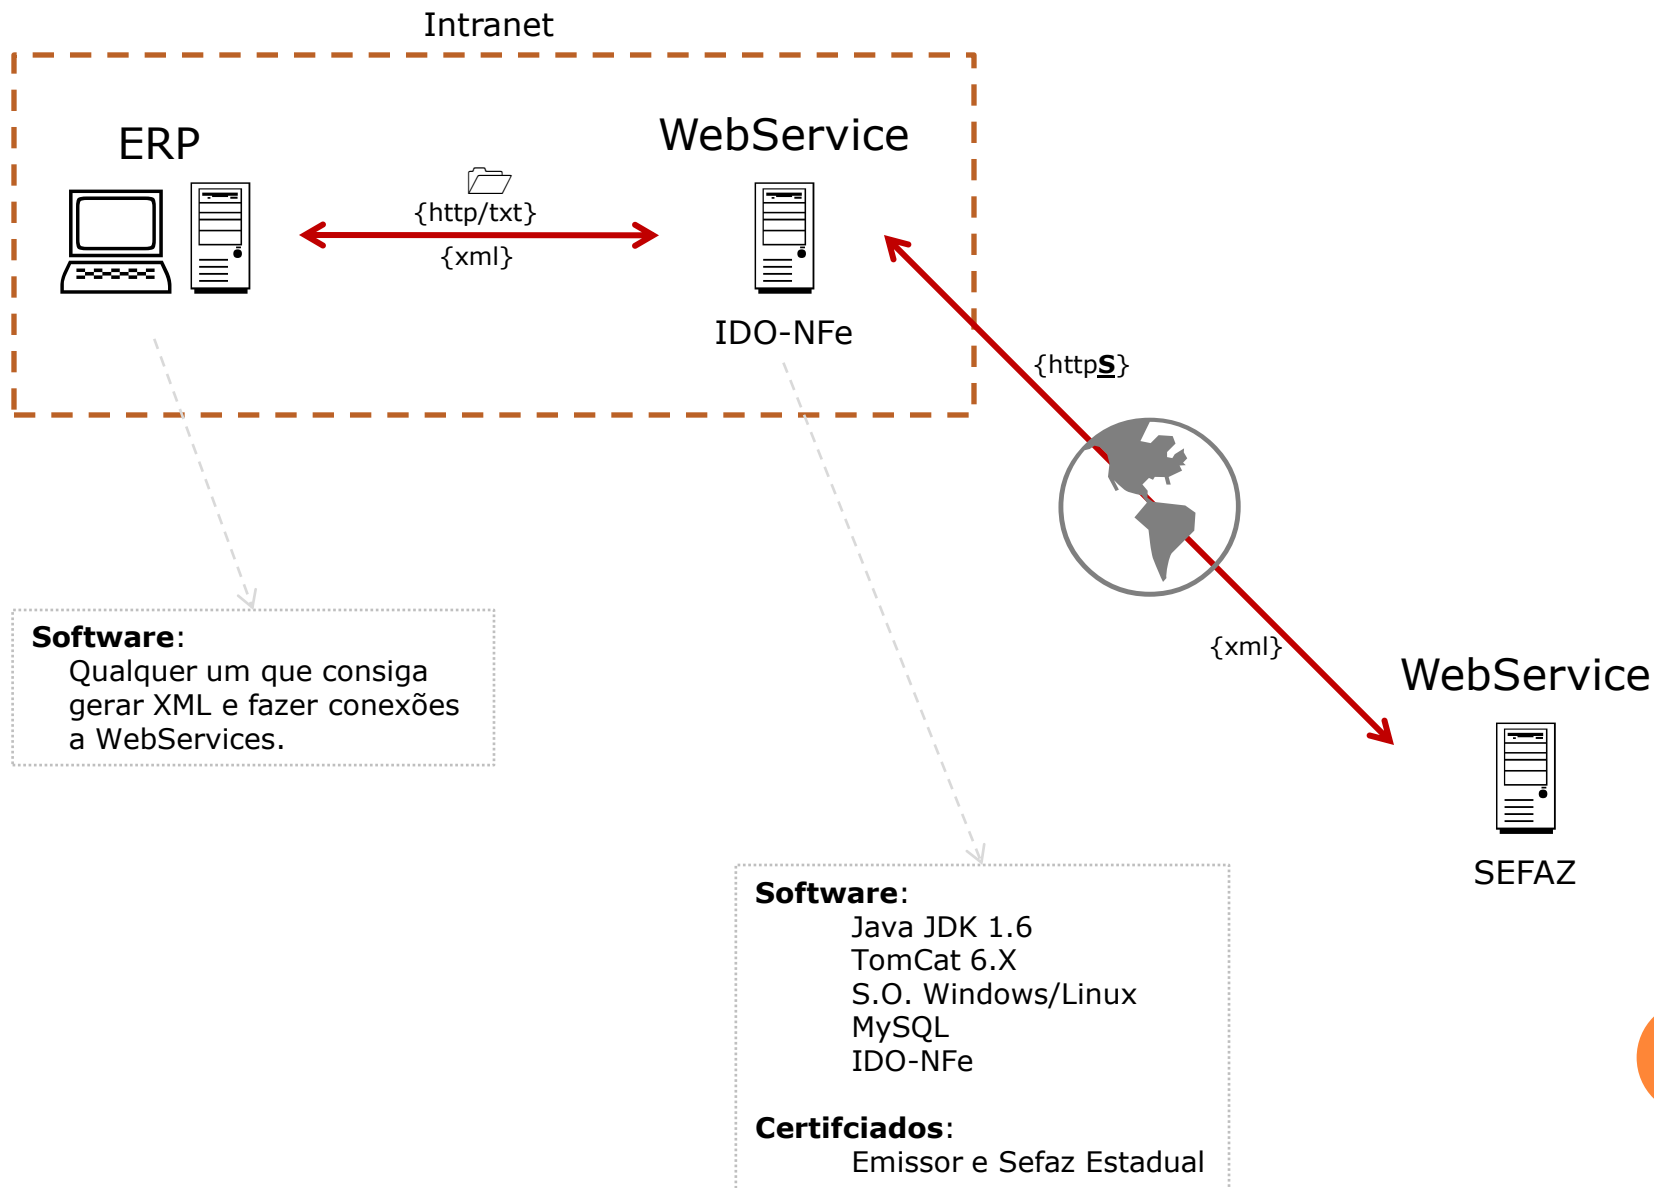 Intranet
ERP
WebService
{http/txt}
{xml}
IDO-NFe
{httpS}
{xml}
Software:
Qualquer um que consiga
gerar XML e fazer conexões
a WebServices.
WebService
SEFAZ
Software:
Java JDK 1.6
TomCat 6.X
S.O. Windows/Linux
MySQL
IDO-NFe
Certifciados:
Emissor e Sefaz Estadual